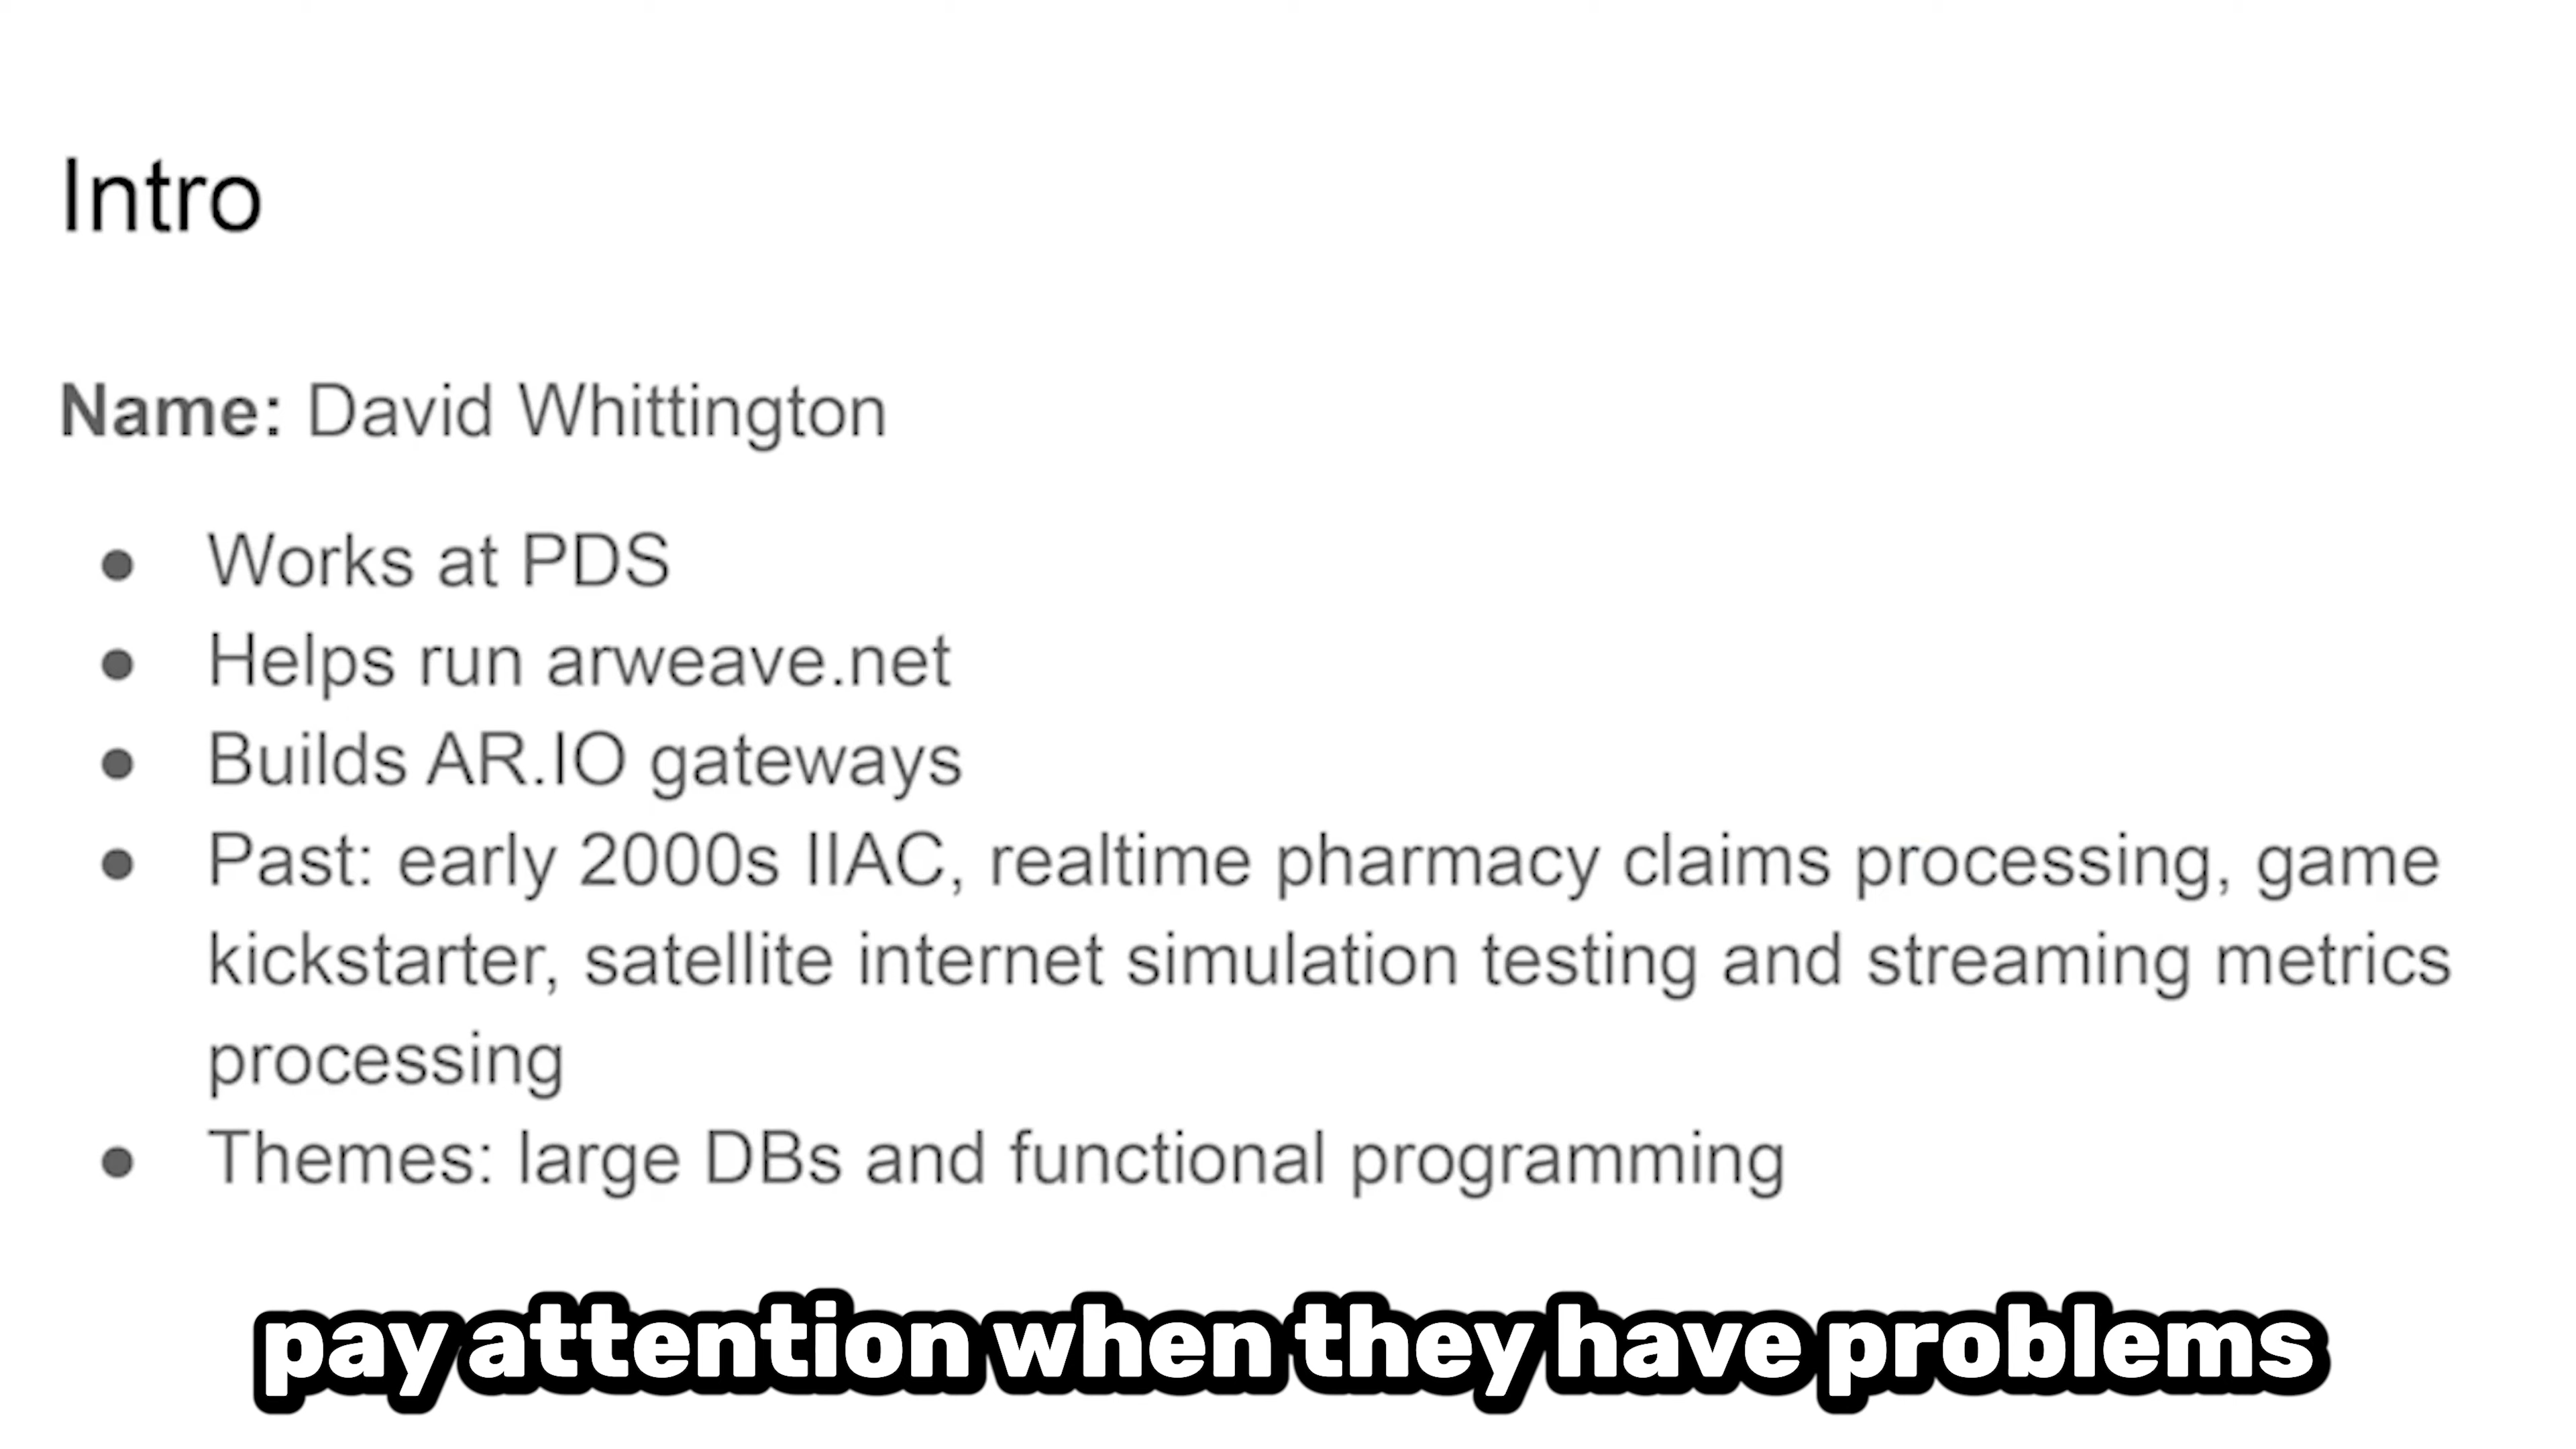 Intro
Name: David Whittington
● Works at PDS
● Helps run arweave.net
● Builds AR.IO gateways
● Past: early 2000s IIAC, realtime pharmacy claims processing, game
kickstarter, satellite internet simulation testing and streaming metrics
processing
● Themes: large DBs and functional programming
pay attention when they have problems